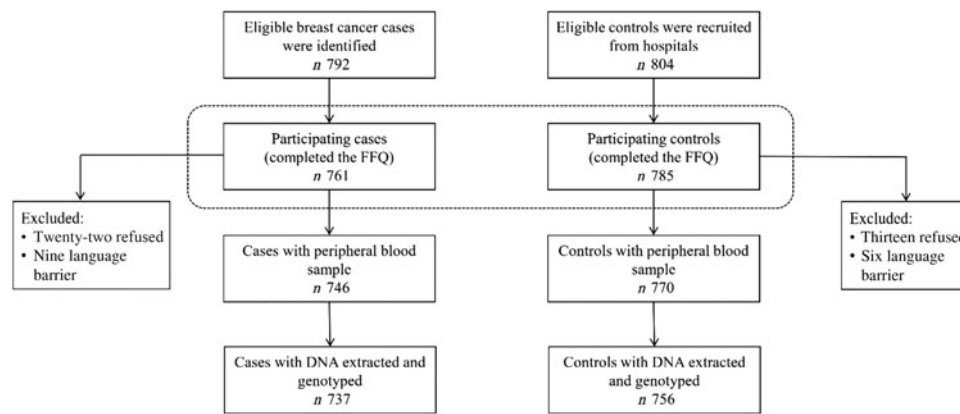 Eligible breast cancer cases
were identified
n 792
Eligible controls were recruited
from hospitals
n 804
Participating cases
(completed the FFQ)
n 761
Participating controls
(completed the FFQ)
n 785
Excluded:
• Twenty-two refused
• Nine language
barrier
Cases with peripheral blood
sample
n 746
Controls with peripheral blood
sample
n 770
Excluded:
• Thirteen refused
• Six language
barrier
Cases with DNA extracted and
genotyped
n 737
Controls with DNA extracted
and genotyped
n 756